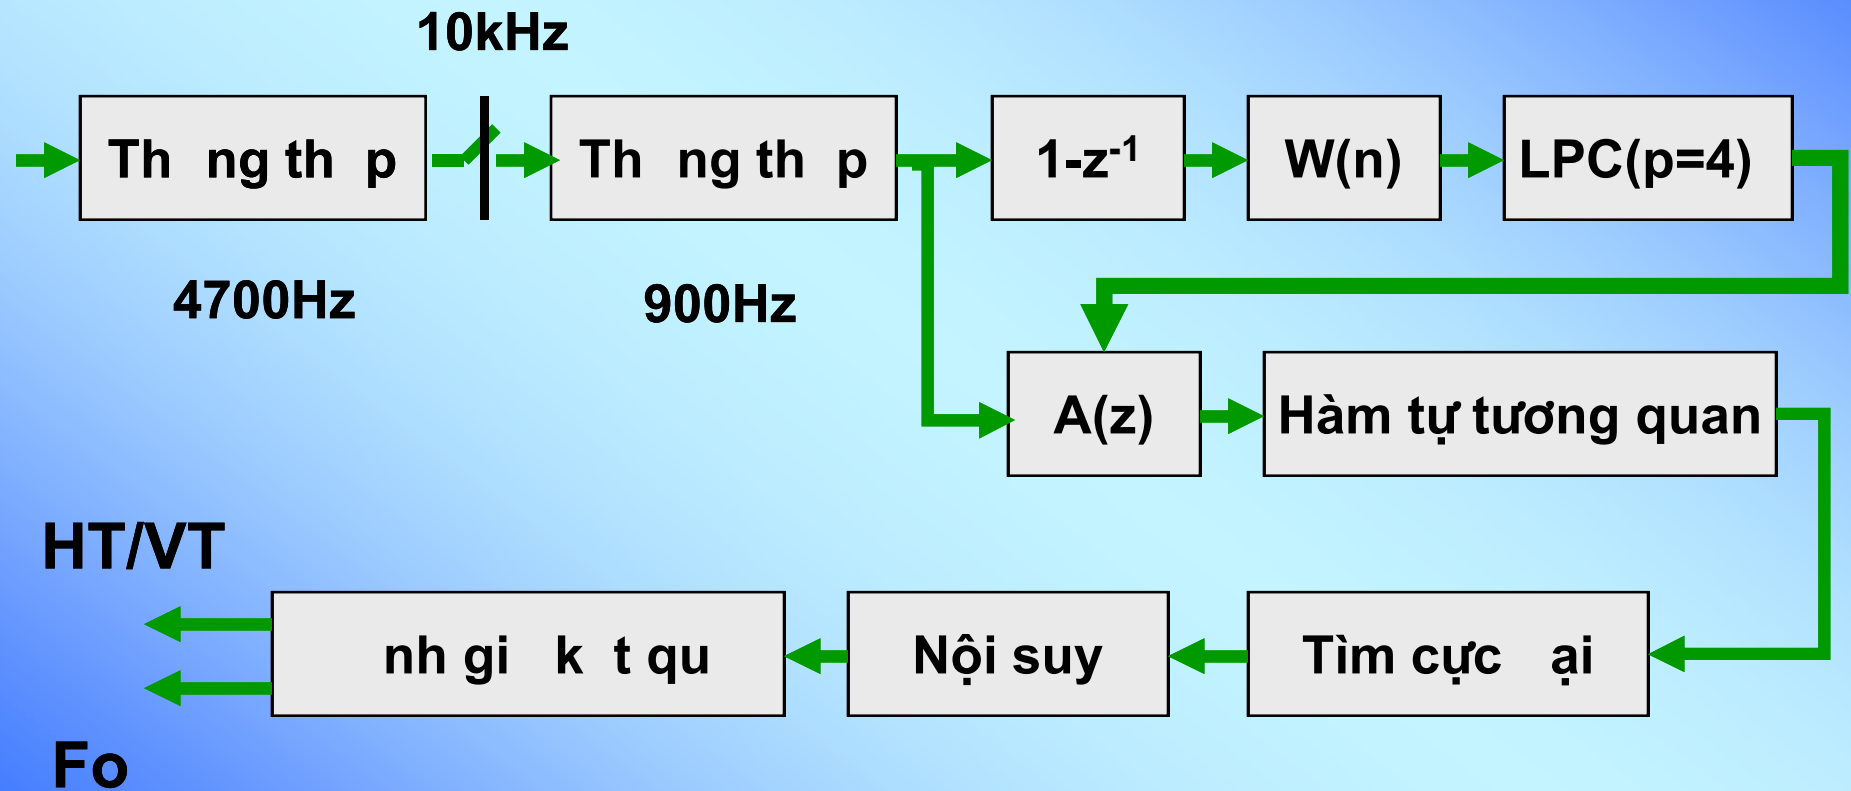 10kHz
Th ng th p
Th ng th p
1-z⁻¹
W(n)
LPC(p=4)
4700Hz
900Hz
A(z)
Hàm tự tương quan
HT/VT
nh gi k t qu
Nội suy
Tìm cực ại
Fo